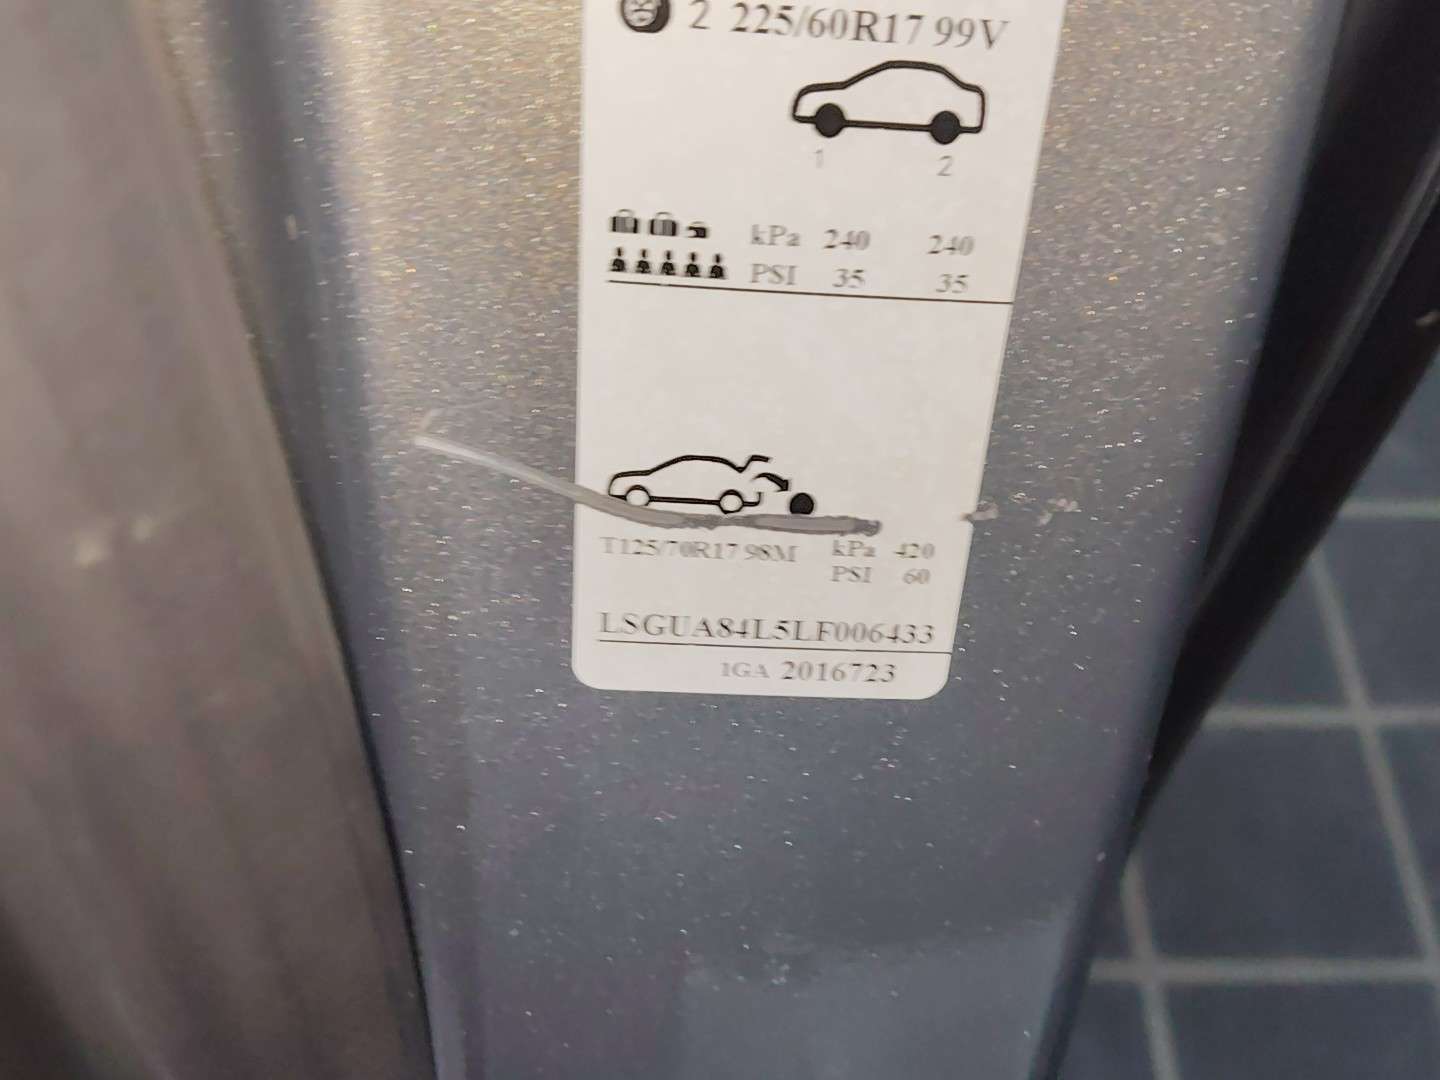 2 225/60R17 99V
1 2
kPa 240 240
PSI 35 35
T125/70R17 98M kPa 420
PSI 60
LSGUA84L5LF006433
1GA 2016723